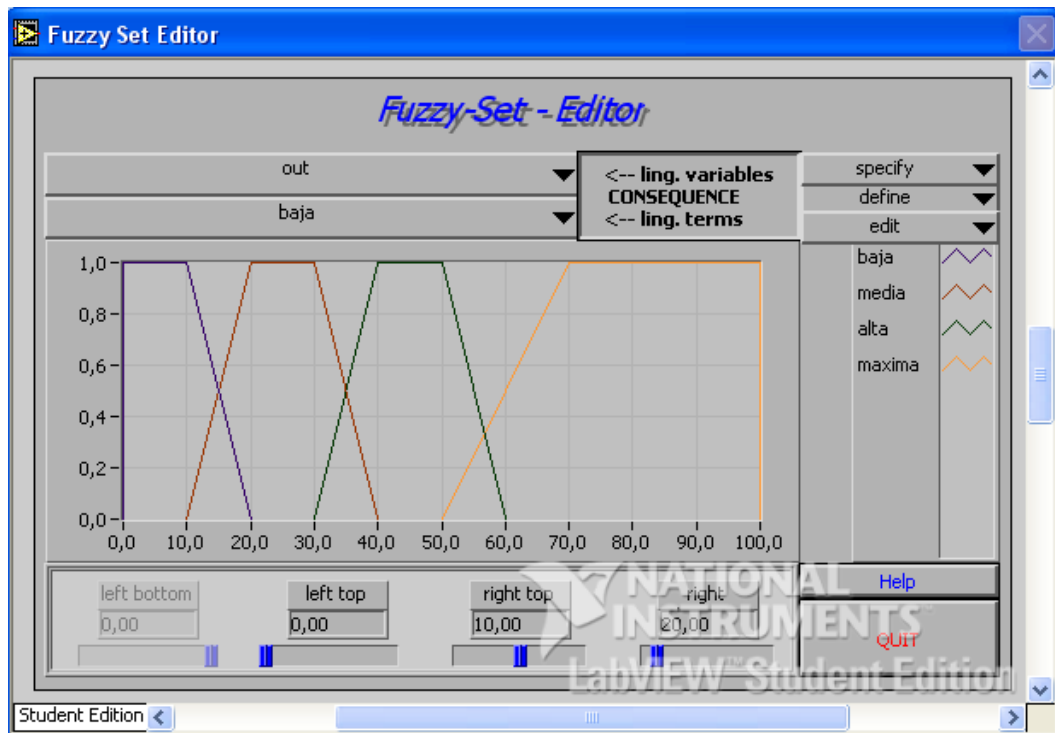 Fuzzy Set Editor
Fuzzy-Set - Editor
out
<-- ling. variables
CONSEQUENCE
<-- ling. terms
baja
specify
define
edit
1,0
0,8
0,6
0,4
0,2
0,0
0,0 10,0 20,0 30,0 40,0 50,0 60,0 70,0 80,0 90,0 100,0
baja
media
alta
maxima
left bottom
0,00
left top
0,00
right top
10,00
right
20,00
Help
QUIT
NATIONAL
INSTRUMENTS™
LabVIEW™ Student Edition
Student Edition